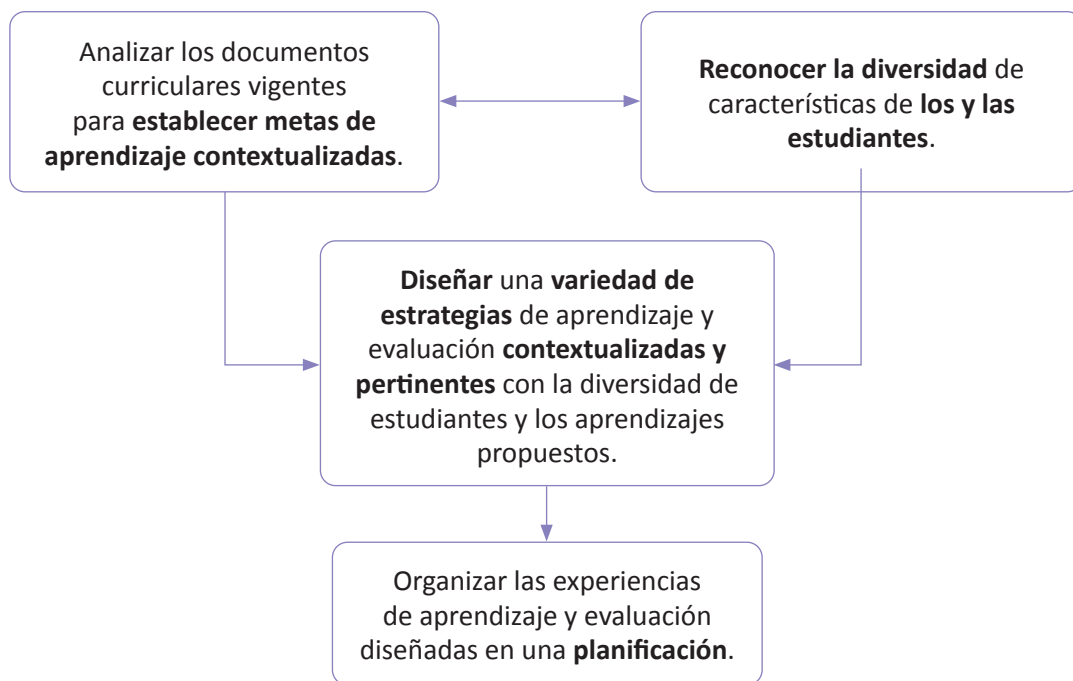 Analizar los documentos
curriculares vigentes
para establecer metas de
aprendizaje contextualizadas.
Reconocer la diversidad de
características de los y las
estudiantes.
Diseñar una variedad de
estrategias de aprendizaje y
evaluación contextualizadas y
pertinentes con la diversidad de
estudiantes y los aprendizajes
propuestos.
Organizar las experiencias
de aprendizaje y evaluación
diseñadas en una planificación.